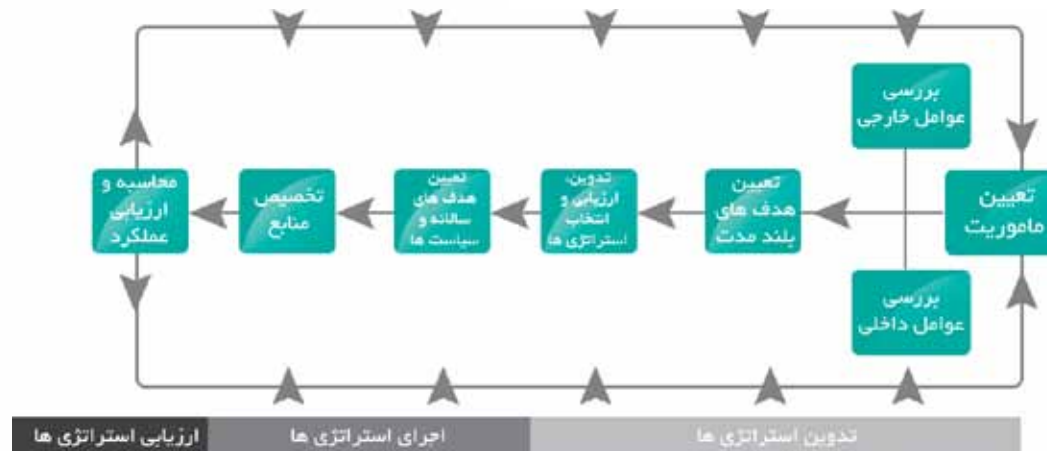 بررسی
عوامل خارجی
تعیین
ماموریت
بررسی
عوامل داخلی
تعیین
هدف های
بلند مدت
تدوین،
ارزیابی و
انتخاب
استراتژی ها
تعیین
هدف های
سالانه و
سیاست ها
تخصیص
منابع
محاسبه و
ارزیابی
عملکرد
تدوین استراتژی ها
اجرای استراتژی ها
ارزیابی استراتژی ها